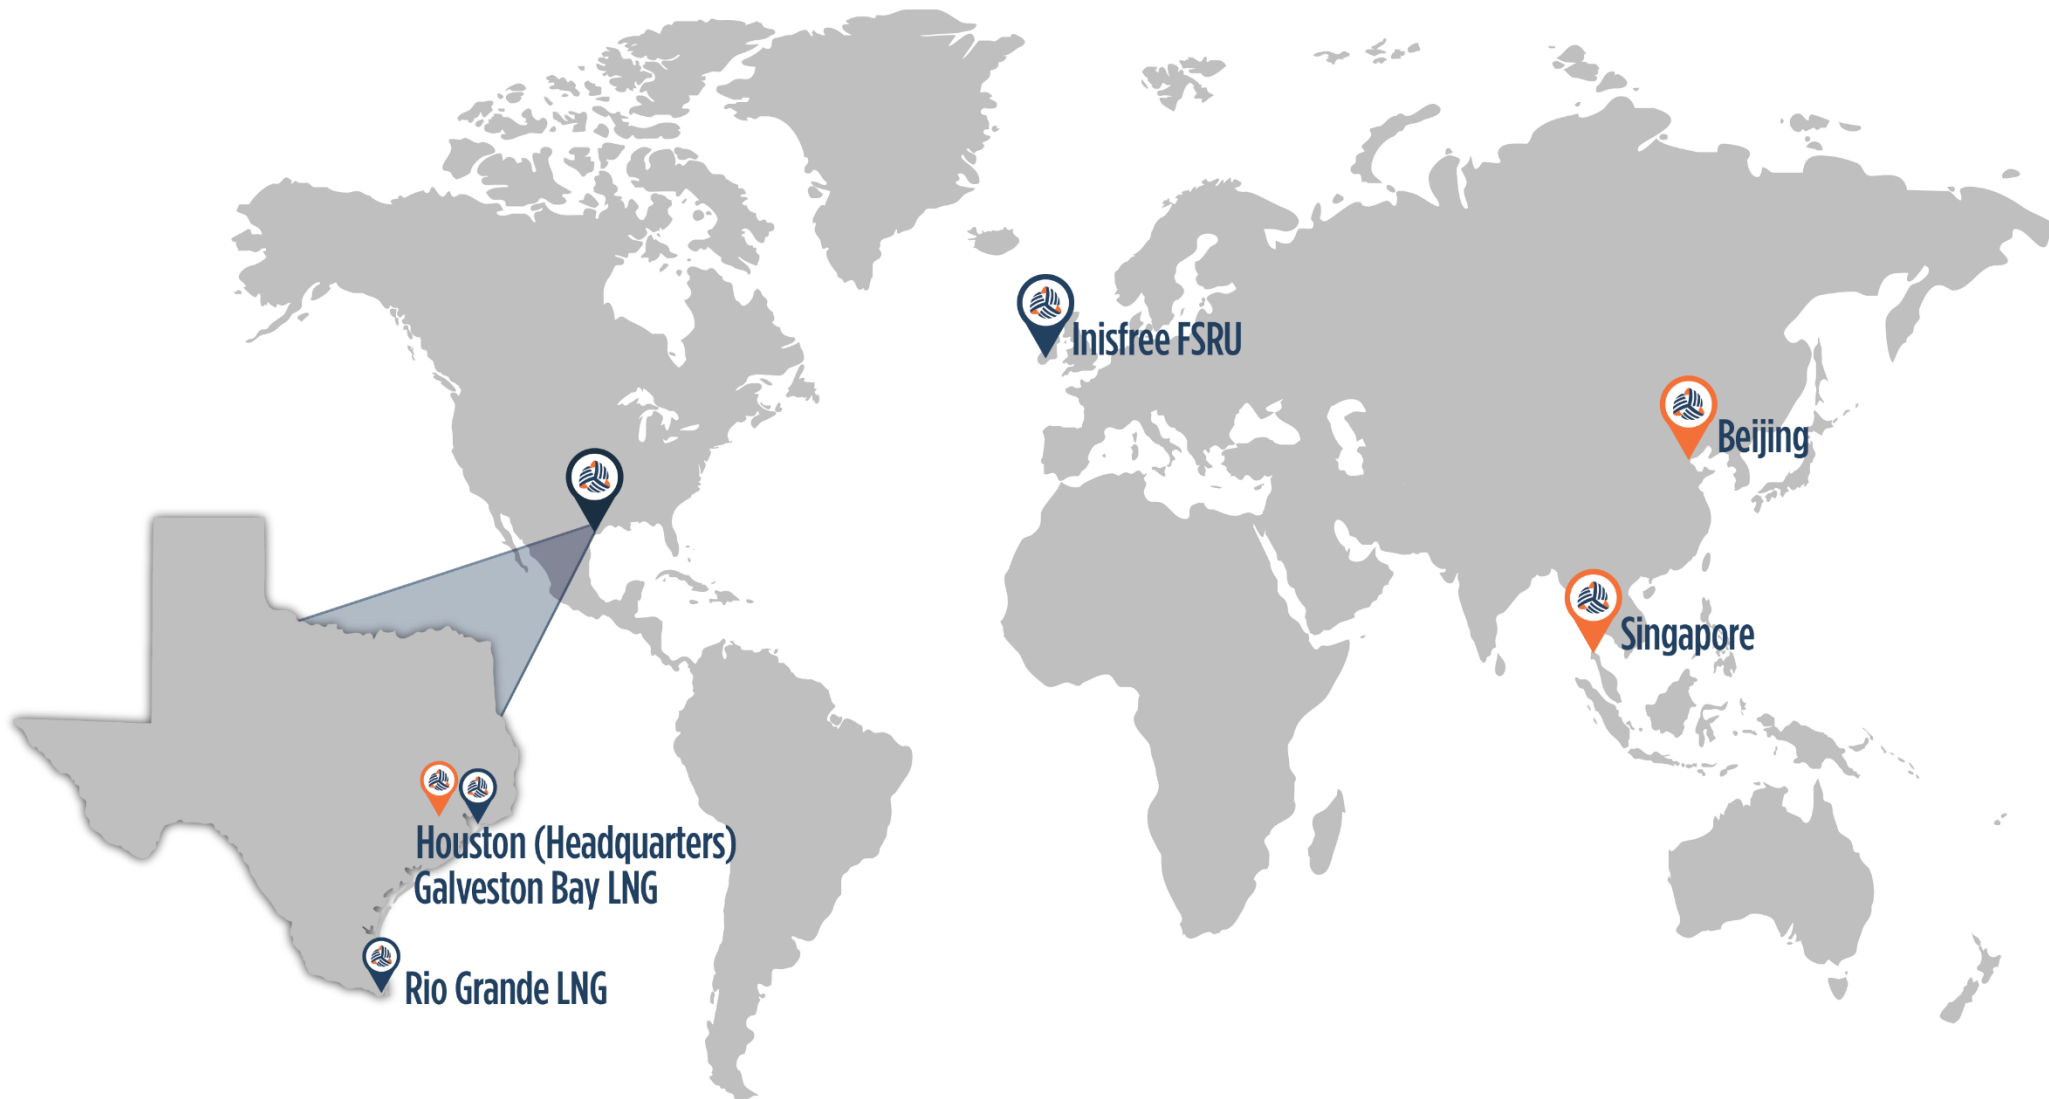 Inisfree FSRU
Beijing
Singapore
Houston (Headquarters)
Galveston Bay LNG
Rio Grande LNG